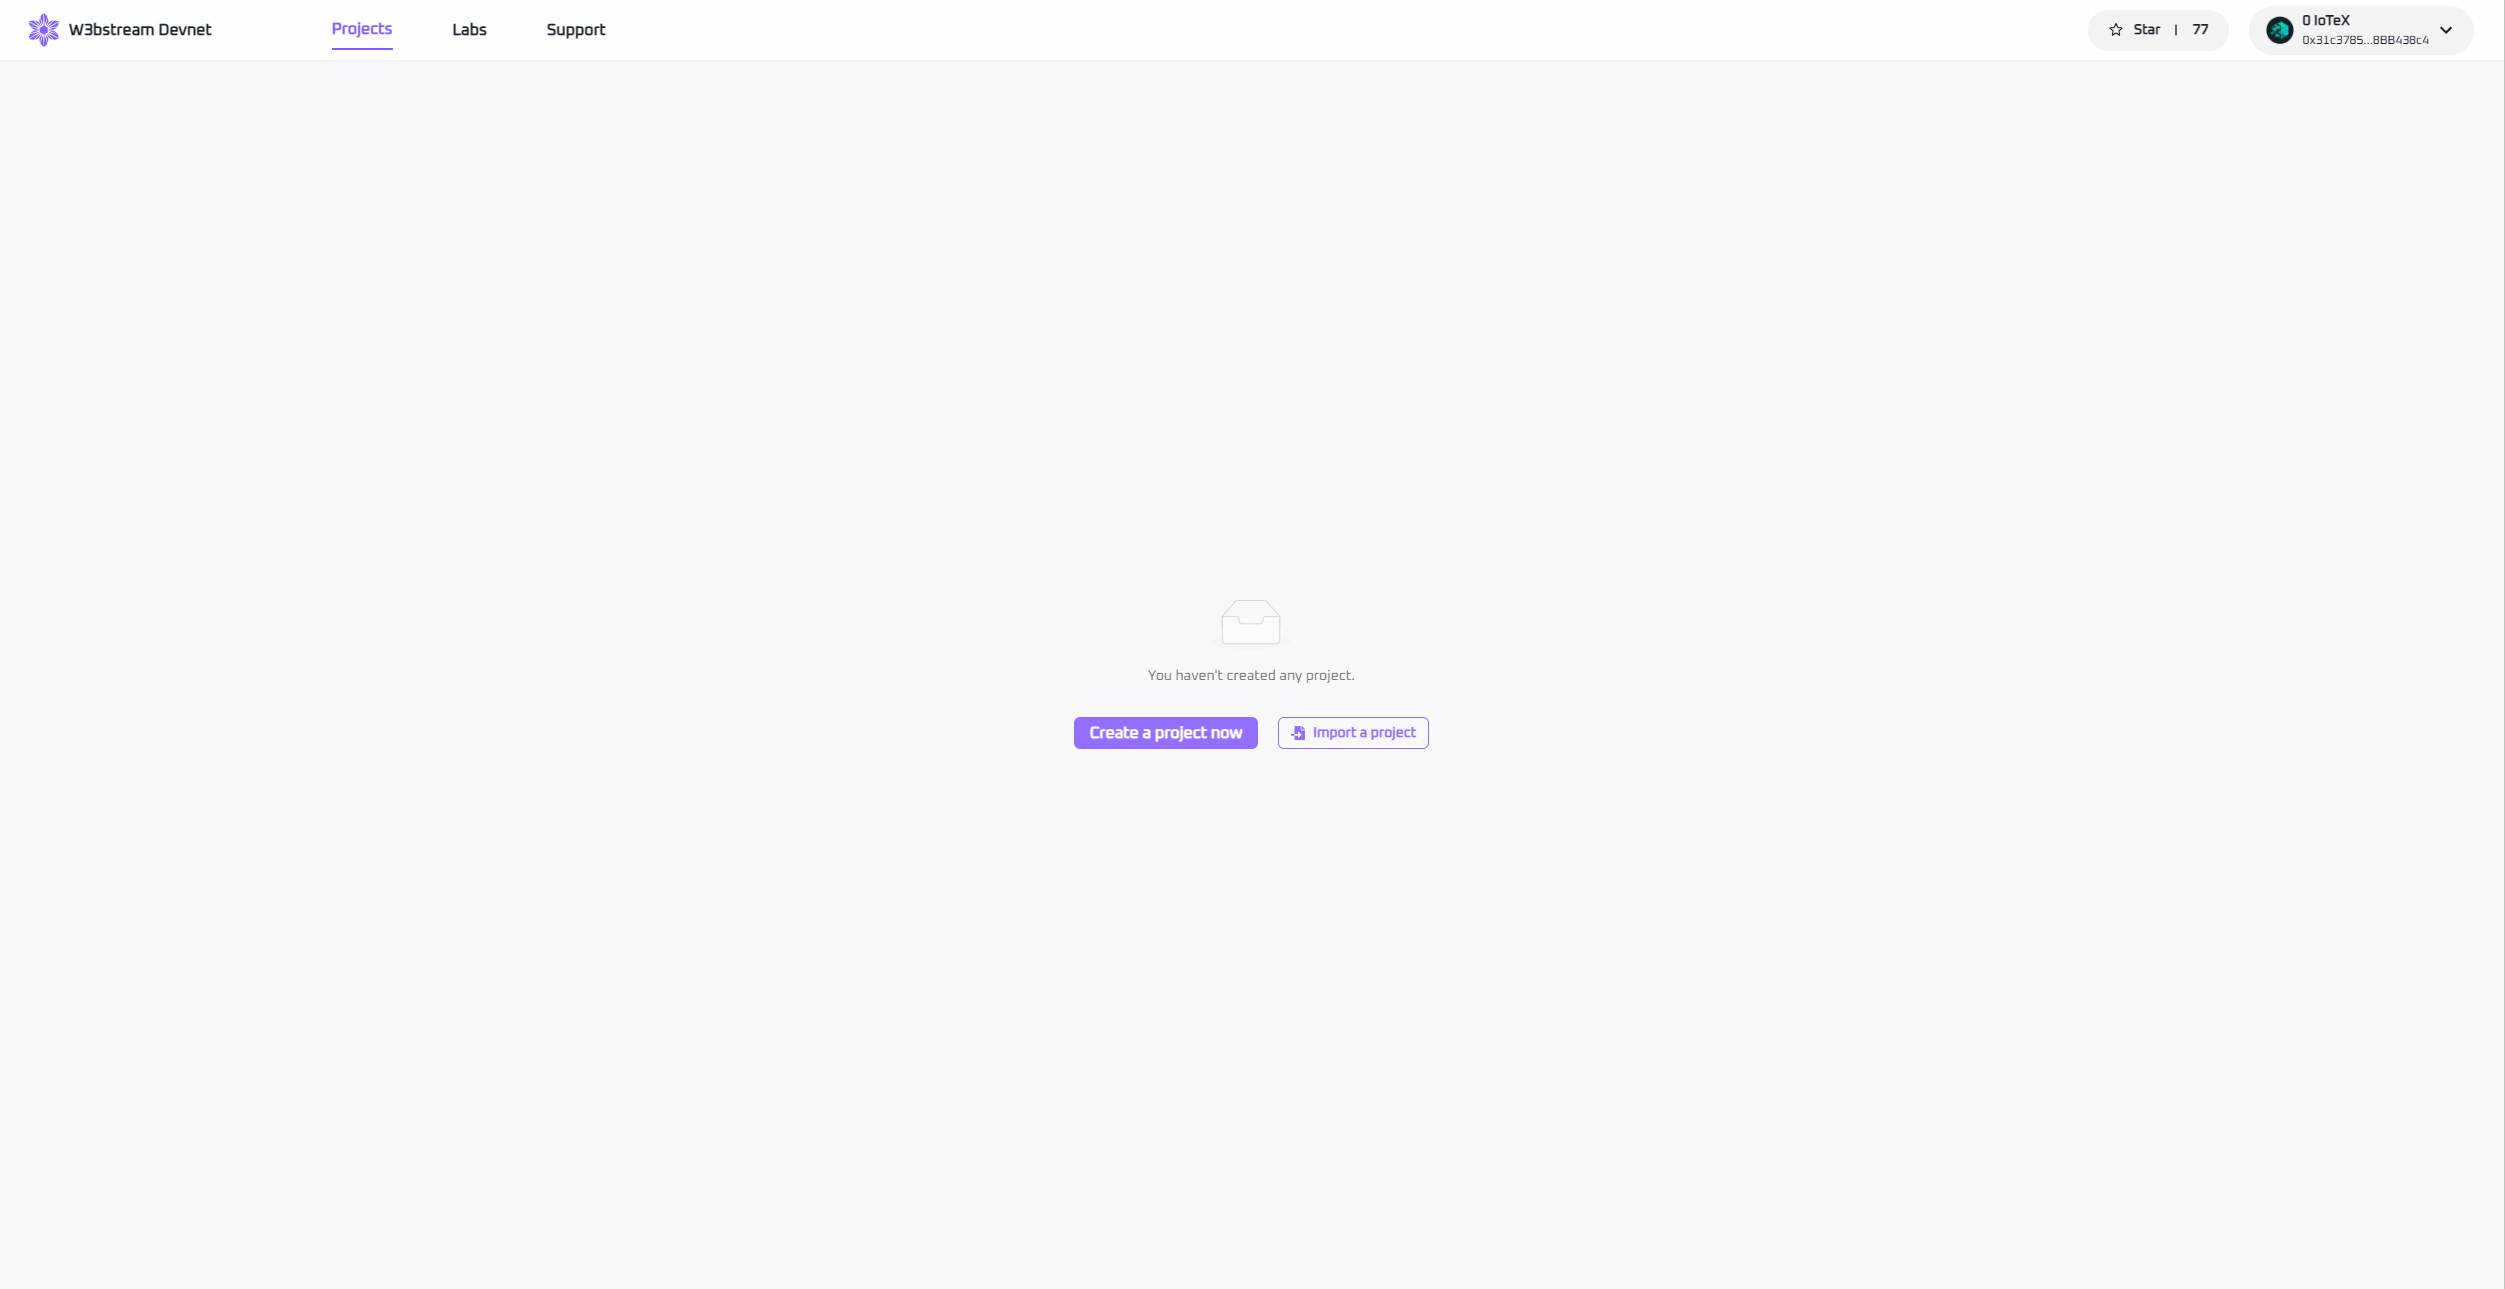 W3bstream Devnet
Projects
Labs
Support
Star | 77
0 IoTeX
0x31c3785...8BB438c4
You haven't created any project.
Create a project now
Import a project